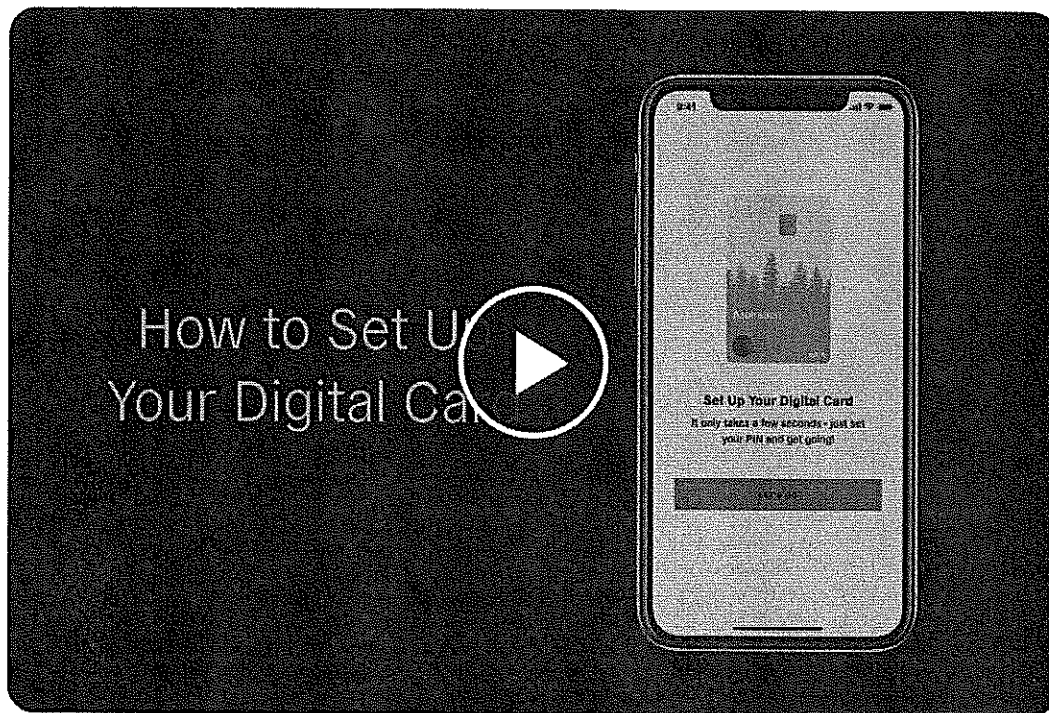 How to Set U
Your Digital Ca
9:41
Set Up Your Digital Card
It only takes a few seconds - just set
your PIN and get going!